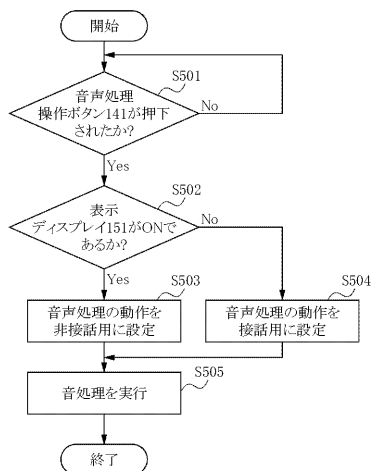 開始
S501
音声処理
操作ボタン141が押下
されたか?
No
Yes
S502
表示
ディスプレイ151がONで
あるか?
No
Yes
S503
音声処理の動作を
非接話用に設定
S504
音声処理の動作を
接話用に設定
S505
音処理を実行
終了